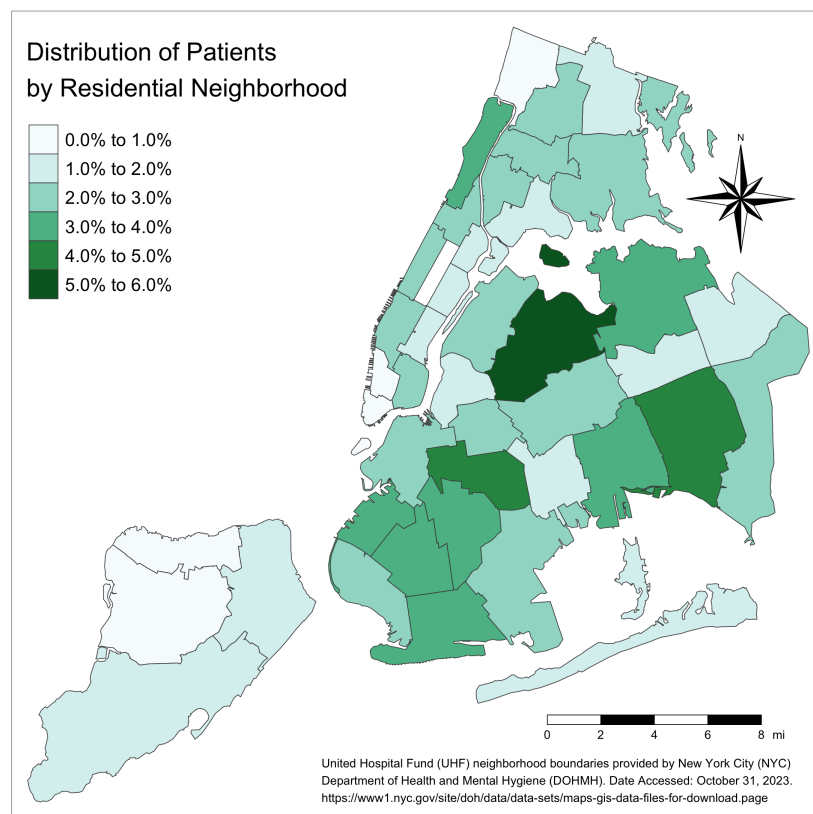 Distribution of Patients
by Residential Neighborhood
0.0% to 1.0%
1.0% to 2.0%
2.0% to 3.0%
3.0% to 4.0%
4.0% to 5.0%
5.0% to 6.0%
N
0 2 4 6 8 mi
United Hospital Fund (UHF) neighborhood boundaries provided by New York City (NYC)
Department of Health and Mental Hygiene (DOHMH). Date Accessed: October 31, 2023.
https://www1.nyc.gov/site/doh/data/data-sets/maps-gis-data-files-for-download.page